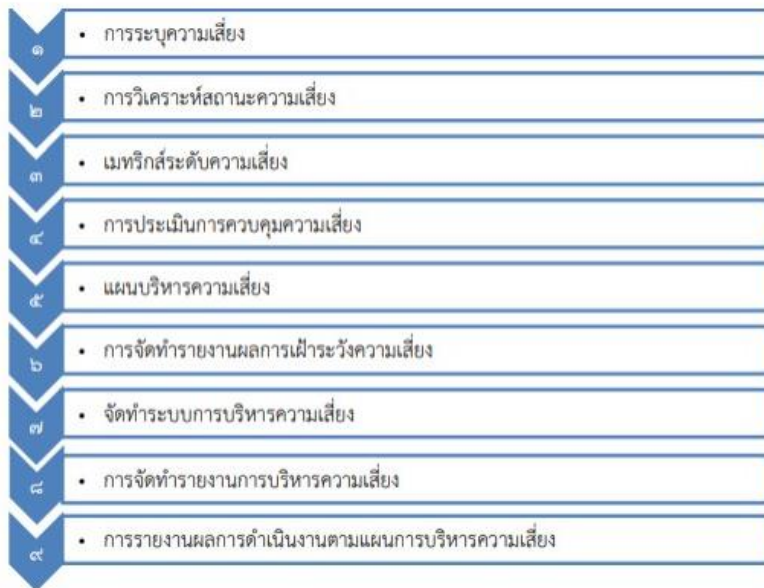 ๑
• การระบุความเสี่ยง
๒
• การวิเคราะห์สถานะความเสี่ยง
๓
• เมทริกส์ระดับความเสี่ยง
๔
• การประเมินการควบคุมความเสี่ยง
๕
• แผนบริหารความเสี่ยง
๖
• การจัดทำรายงานผลการเฝ้าระวังความเสี่ยง
๗
• จัดทำระบบการบริหารความเสี่ยง
๘
• การจัดทำรายงานการบริหารความเสี่ยง
๙
• การรายงานผลการดำเนินงานตามแผนการบริหารความเสี่ยง